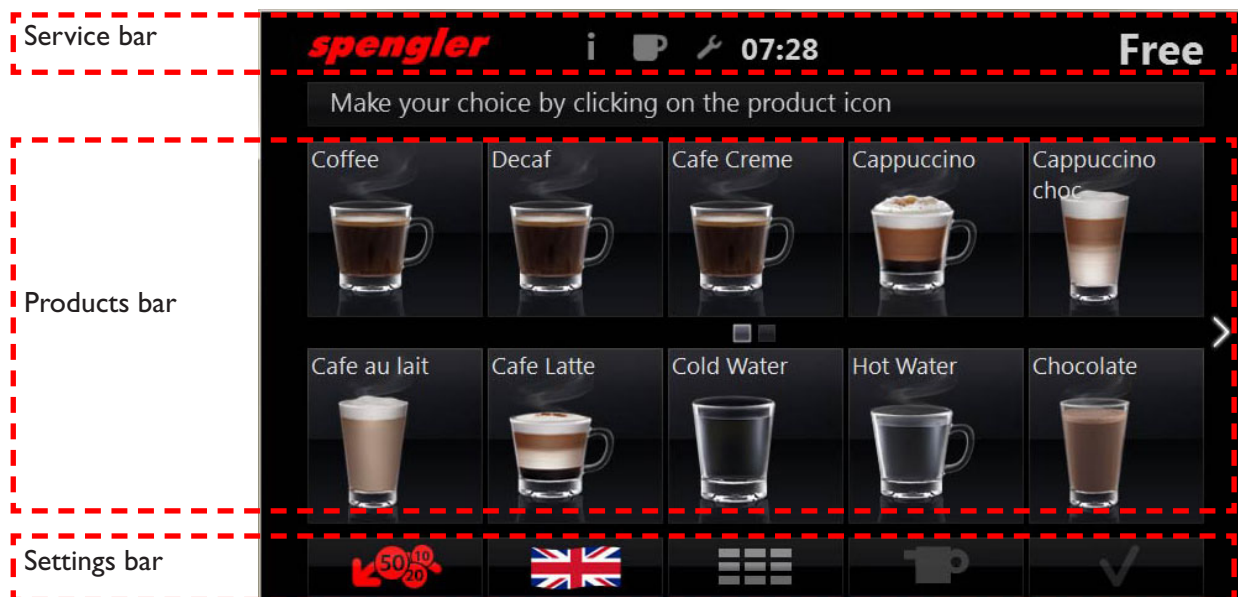 Service bar
spengler i 07:28 Free
Make your choice by clicking on the product icon
Products bar
Coffee Decaf Cafe Creme Cappuccino Cappuccino
choc
Cafe au lait Cafe Latte Cold Water Hot Water Chocolate
Settings bar
50 10
20